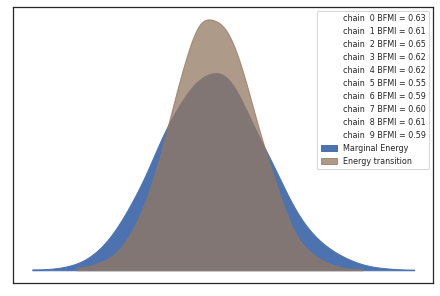 chain  0 BFMI = 0.63
chain  1 BFMI = 0.61
chain  2 BFMI = 0.65
chain  3 BFMI = 0.62
chain  4 BFMI = 0.62
chain  5 BFMI = 0.55
chain  6 BFMI = 0.59
chain  7 BFMI = 0.60
chain  8 BFMI = 0.61
chain  9 BFMI = 0.59
Marginal Energy
Energy transition